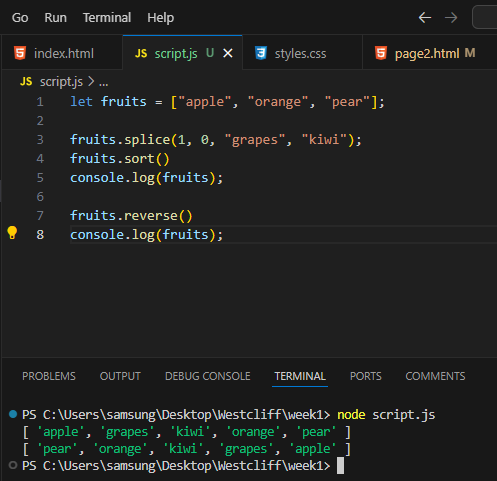 Go Run Terminal Help
index.html JS script.js U styles.css page2.html M
JS script.js > ...
1 let fruits = ["apple", "orange", "pear"];
2
3 fruits.splice(1, 0, "grapes", "kiwi");
4 fruits.sort()
5 console.log(fruits);
6
7 fruits.reverse()
8 console.log(fruits);
PROBLEMS OUTPUT DEBUG CONSOLE TERMINAL PORTS COMMENTS
PS C:\Users\samsung\Desktop\Westcliff\week1> node script.js
[ 'apple', 'grapes', 'kiwi', 'orange', 'pear' ]
[ 'pear', 'orange', 'kiwi', 'grapes', 'apple' ]
PS C:\Users\samsung\Desktop\Westcliff\week1>